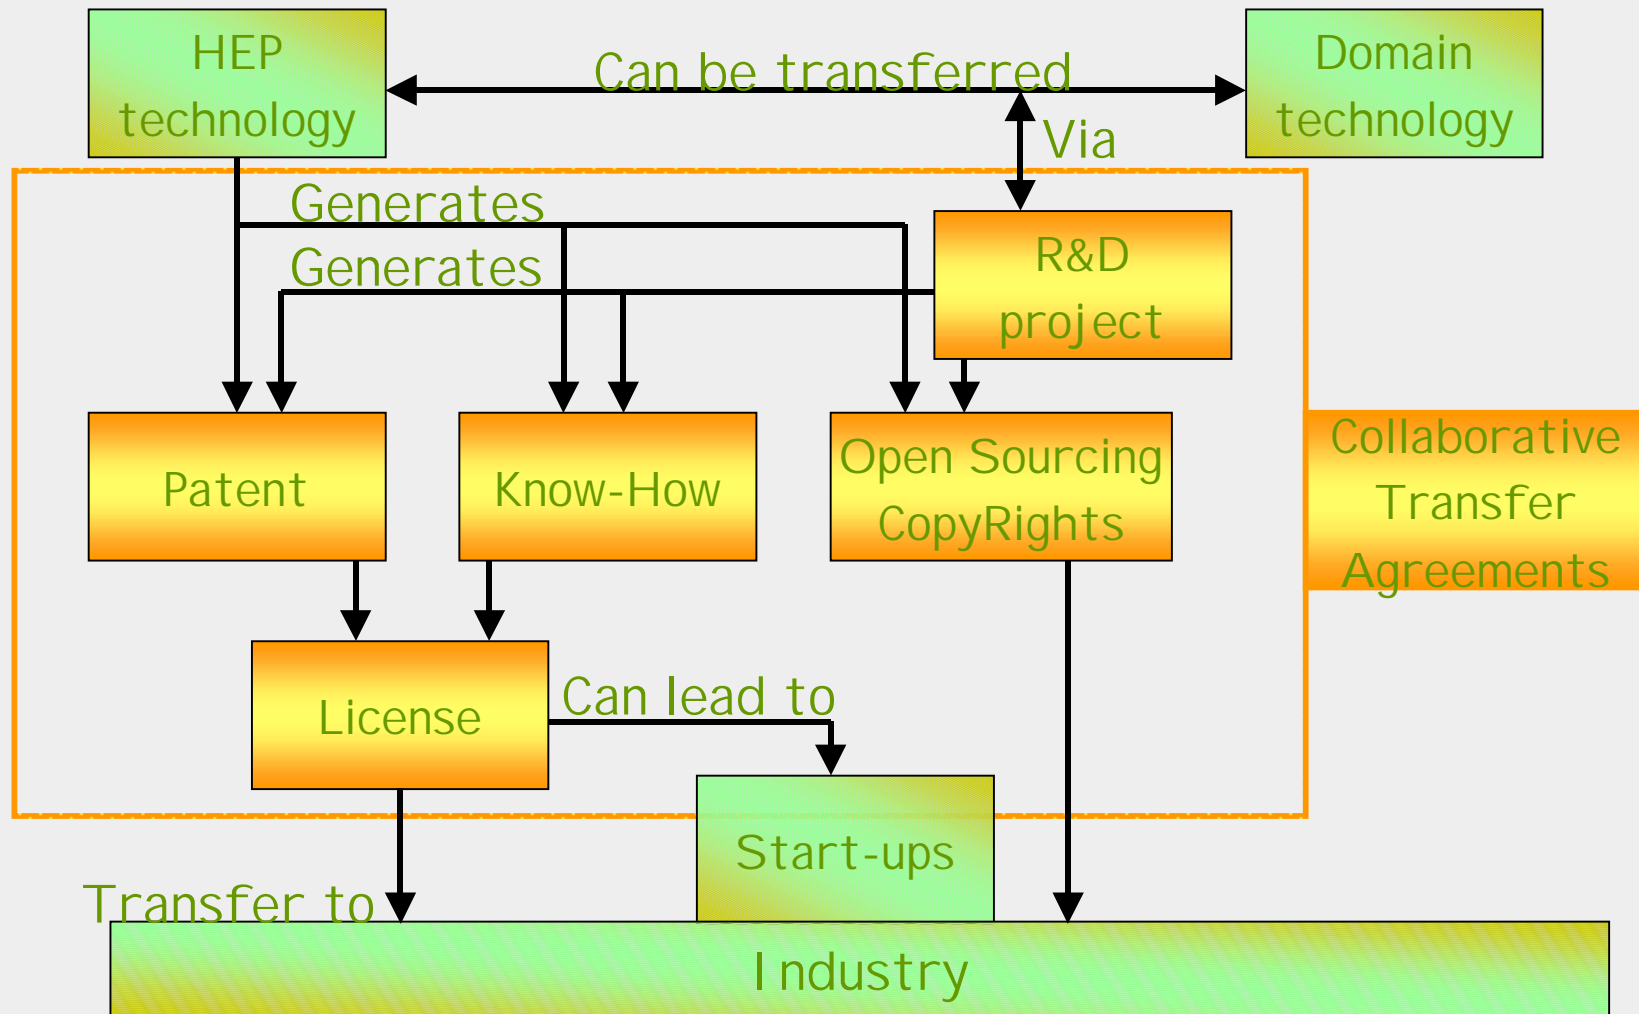 HEP
technology
Can be transferred
Domain
technology
Via
Generates
Generates
R&D
project
Patent
Know-How
Open Sourcing
CopyRights
Collaborative
Transfer
Agreements
License
Can lead to
Start-ups
Transfer to
Industry